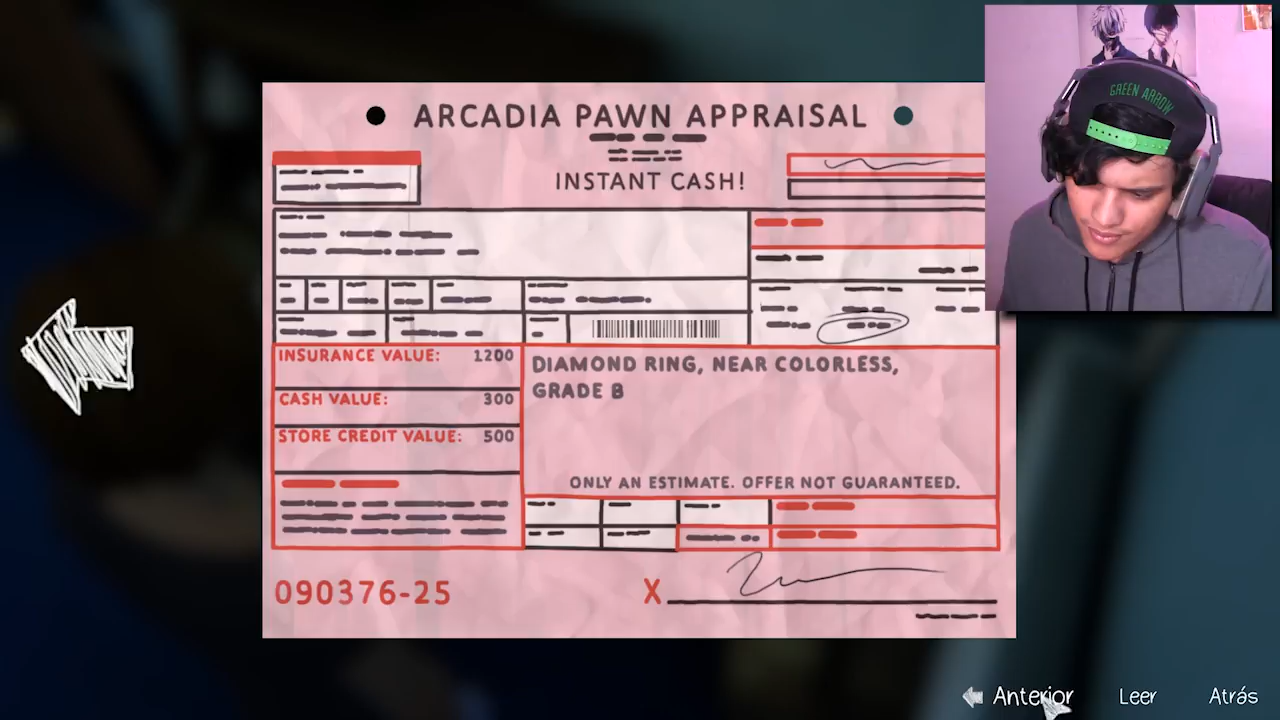 GREEN ARROW
ARCADIA PAWN APPRAISAL
INSTANT CASH!
INSURANCE VALUE: 1200
CASH VALUE: 300
STORE CREDIT VALUE: 500
DIAMOND RING, NEAR COLORLESS,
GRADE B
ONLY AN ESTIMATE. OFFER NOT GUARANTEED.
090376-25
X
Anterior
Leer
Atrás